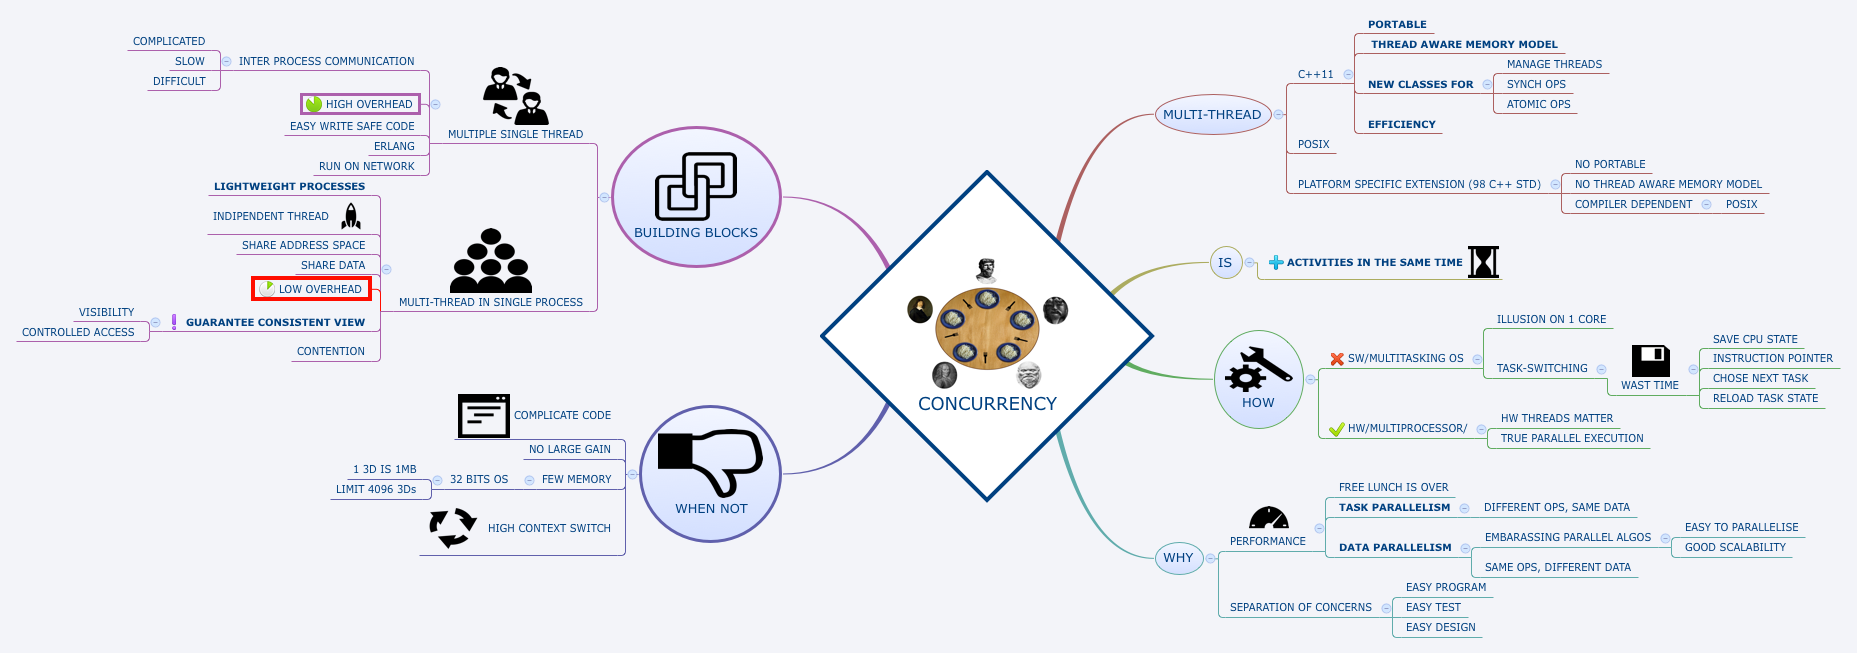 CONCURRENCY
BUILDING BLOCKS
MULTIPLE SINGLE THREAD
INTER PROCESS COMMUNICATION
COMPLICATED
SLOW
DIFFICULT
HIGH OVERHEAD
EASY WRITE SAFE CODE
ERLANG
RUN ON NETWORK
MULTI-THREAD IN SINGLE PROCESS
LIGHTWEIGHT PROCESSES
INDIPENDENT THREAD
SHARE ADDRESS SPACE
SHARE DATA
LOW OVERHEAD
GUARANTEE CONSISTENT VIEW
VISIBILITY
CONTROLLED ACCESS
CONTENTION
WHEN NOT
COMPLICATE CODE
NO LARGE GAIN
FEW MEMORY
32 BITS OS
1 3D IS 1MB
LIMIT 4096 3Ds
HIGH CONTEXT SWITCH
MULTI-THREAD
C++11
PORTABLE
THREAD AWARE MEMORY MODEL
NEW CLASSES FOR
MANAGE THREADS
SYNCH OPS
ATOMIC OPS
EFFICIENCY
POSIX
PLATFORM SPECIFIC EXTENSION (98 C++ STD)
NO PORTABLE
NO THREAD AWARE MEMORY MODEL
COMPILER DEPENDENT
POSIX
IS
ACTIVITIES IN THE SAME TIME
HOW
SW/MULTITASKING OS
ILLUSION ON 1 CORE
TASK-SWITCHING
WAST TIME
SAVE CPU STATE
INSTRUCTION POINTER
CHOSE NEXT TASK
RELOAD TASK STATE
HW/MULTIPROCESSOR/
HW THREADS MATTER
TRUE PARALLEL EXECUTION
WHY
PERFORMANCE
FREE LUNCH IS OVER
TASK PARALLELISM
DIFFERENT OPS, SAME DATA
DATA PARALLELISM
EMBARASSING PARALLEL ALGOS
EASY TO PARALLELISE
GOOD SCALABILITY
SAME OPS, DIFFERENT DATA
SEPARATION OF CONCERNS
EASY PROGRAM
EASY TEST
EASY DESIGN